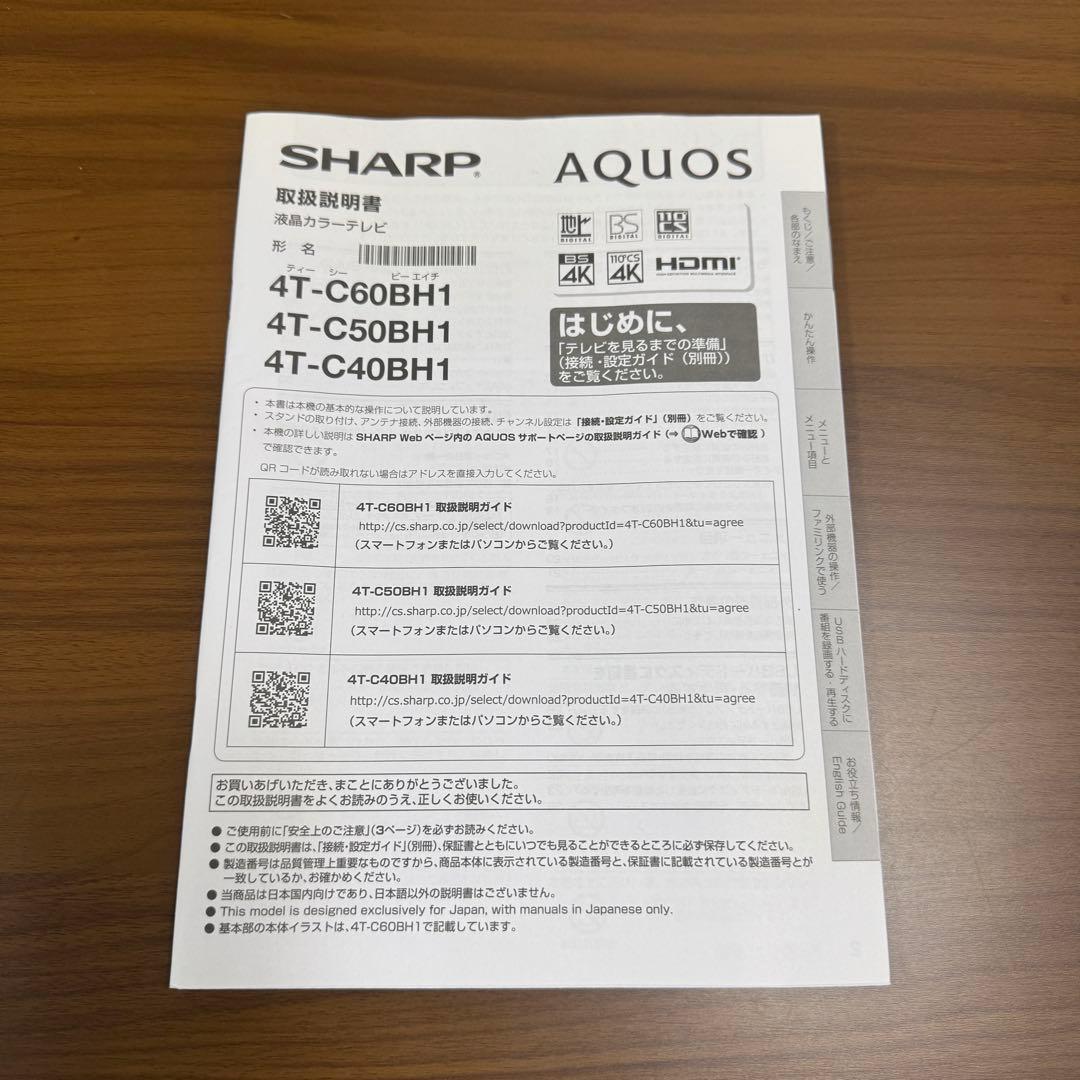 SHARP®
AQUOS
取扱説明書
液晶カラーテレビ
形 名
ティー シー ビー エイチ
4T-C60BH1
4T-C50BH1
4T-C40BH1
地上 DIGITAL
BS DIGITAL
110 CS DIGITAL
BS 4K
110°CS 4K
HDMI®
HIGH-DEFINITION MULTIMEDIA INTERFACE
はじめに、
「テレビを見るまでの準備」
(接続・設定ガイド(別冊))
をご覧ください。
・ 本書は本機の基本的な操作について説明しています。
・ スタンドの取り付け、アンテナ接続、外部機器の接続、チャンネル設定は「接続・設定ガイド」(別冊)をご覧ください。
・ 本機の詳しい説明は SHARP Web ページ内の AQUOS サポートページの取扱説明ガイド(⇒ Webで確認)
で確認できます。
QR コードが読み取れない場合はアドレスを直接入力してください。
4T-C60BH1 取扱説明ガイド
http://cs.sharp.co.jp/select/download?productId=4T-C60BH1&tu=agree
(スマートフォンまたはパソコンからご覧ください。)
4T-C50BH1 取扱説明ガイド
http://cs.sharp.co.jp/select/download?productId=4T-C50BH1&tu=agree
(スマートフォンまたはパソコンからご覧ください。)
4T-C40BH1 取扱説明ガイド
http://cs.sharp.co.jp/select/download?productId=4T-C40BH1&tu=agree
(スマートフォンまたはパソコンからご覧ください。)
お買いあげいただき、まことにありがとうございました。
この取扱説明書をよくお読みのうえ、正しくお使いください。
● ご使用前に「安全上のご注意」(3ページ)を必ずお読みください。
● この取扱説明書は、「接続・設定ガイド」(別冊)、保証書とともにいつでも見ることができるところに必ず保存してください。
● 製造番号は品質管理上重要なものですから、商品本体に表示されている製造番号と、保証書に記載されている製造番号とが
一致しているか、お確かめください。
● 当商品は日本国内向けであり、日本語以外の説明書はございません。
● This model is designed exclusively for Japan, with manuals in Japanese only.
● 基本部の本体イラストは、4T-C60BH1で記載しています。
もくじ/ご注意/
各部のなまえ
かんたん操作
メニューと
メニュー項目
外部機器の操作/
ファミリンクで使う
USB ハードディスクに
番組を録画する・再生する
お役立ち情報/
English Guide